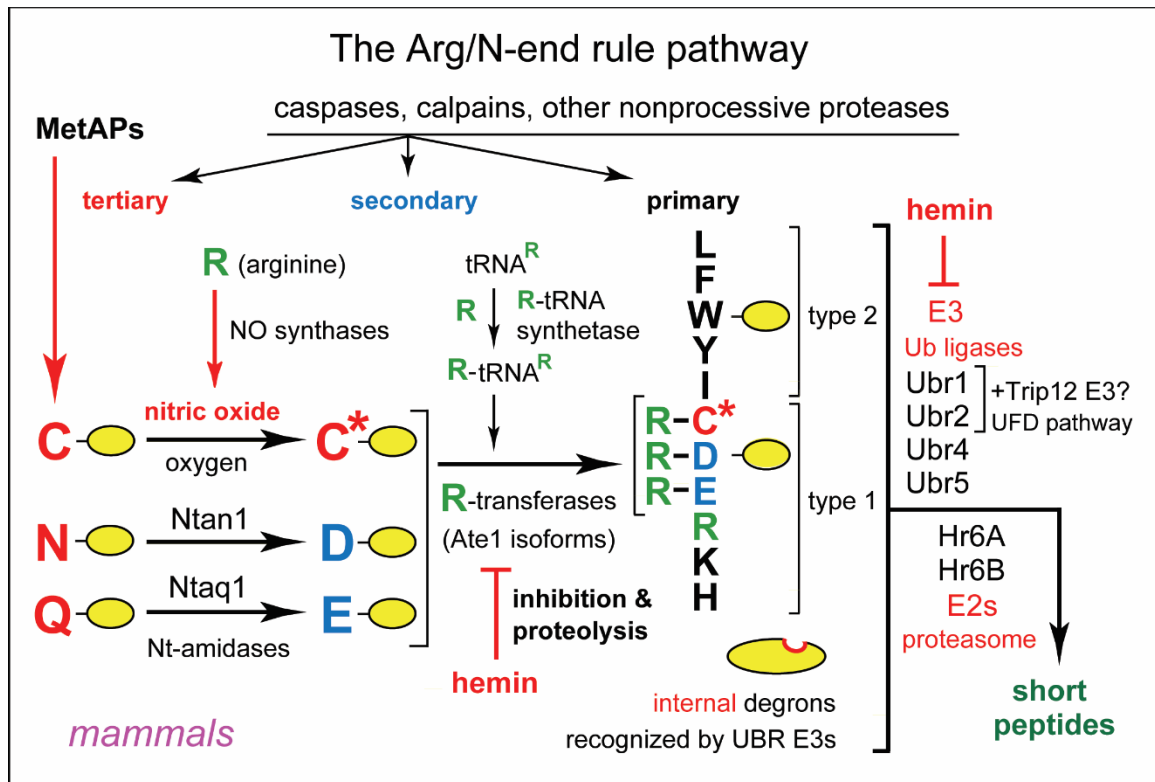 The Arg/N-end rule pathway
caspases, calpains, other nonprocessive proteases
MetAPs
tertiary
secondary
primary
R (arginine)
NO synthases
nitric oxide
oxygen
C
C*
N
Ntan1
D
Q
Ntaq1
E
Nt-amidases
tRNAᴿ
R
R-tRNA
synthetase
R-tRNAᴿ
R-transferases
(Ate1 isoforms)
inhibition &
proteolysis
hemin
L
F
W
Y
I
type 2
R-C*
R-D
R-E
R
K
H
type 1
internal degrons
recognized by UBR E3s
hemin
E3
Ub ligases
Ubr1
Ubr2
Ubr4
Ubr5
+Trip12 E3?
UFD pathway
Hr6A
Hr6B
E2s
proteasome
short
peptides
mammals